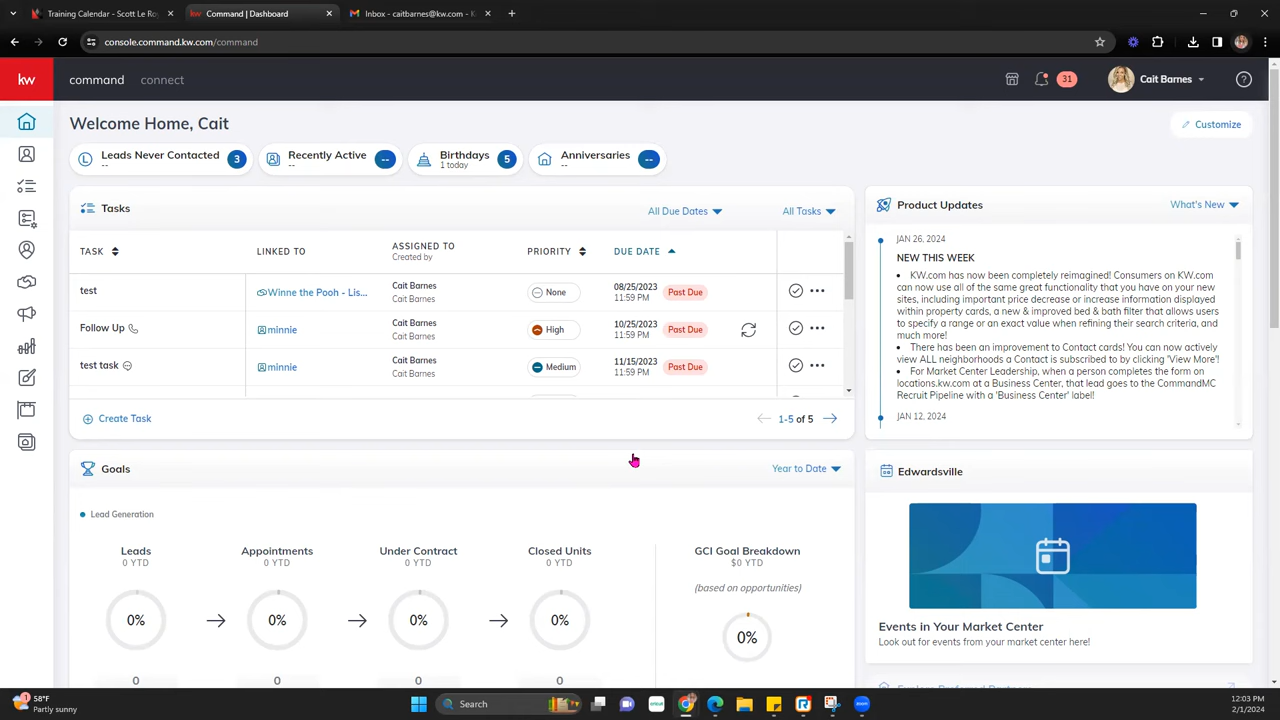 Training Calendar - Scott Le Ro
Command | Dashboard
Inbox - caitbarnes@kw.com - K
console.command.kw.com/command
kw
command
connect
31
Cait Barnes
Welcome Home, Cait
Customize
Leads Never Contacted
--
3
Recently Active
--
--
Birthdays
1 today
5
Anniversaries
--
--
Tasks
All Due Dates
All Tasks
TASK
LINKED TO
ASSIGNED TO
Created by
PRIORITY
DUE DATE
test
Winne the Pooh - Lis...
Cait Barnes
Cait Barnes
None
08/25/2023
11:59 PM
Past Due
Follow Up
minnie
Cait Barnes
Cait Barnes
High
10/25/2023
11:59 PM
Past Due
test task
minnie
Cait Barnes
Cait Barnes
Medium
11/15/2023
11:59 PM
Past Due
Create Task
1-5 of 5
Product Updates
What's New
JAN 26, 2024
NEW THIS WEEK
• KW.com has now been completely reimagined! Consumers on KW.com
can now use all of the same great functionality that you have on your new
sites, including important price decrease or increase information displayed
within property cards, a new & improved bed & bath filter that allows users
to specify a range or an exact value when refining their search criteria, and
much more!
• There has been an improvement to Contact cards! You can now actively
view ALL neighborhoods a Contact is subscribed to by clicking 'View More'!
• For Market Center Leadership, when a person completes the form on
locations.kw.com at a Business Center, that lead goes to the CommandMC
Recruit Pipeline with a 'Business Center' label!
JAN 12, 2024
Goals
Year to Date
Lead Generation
Leads
0 YTD
0%
0
Appointments
0 YTD
0%
0
Under Contract
0 YTD
0%
0
Closed Units
0 YTD
0%
0
GCI Goal Breakdown
$0 YTD
(based on opportunities)
0%
Edwardsville
Events in Your Market Center
Look out for events from your market center here!
Explore Preferred Partners
1
58°F
Partly sunny
Search
cricut
12:03 PM
2/1/2024